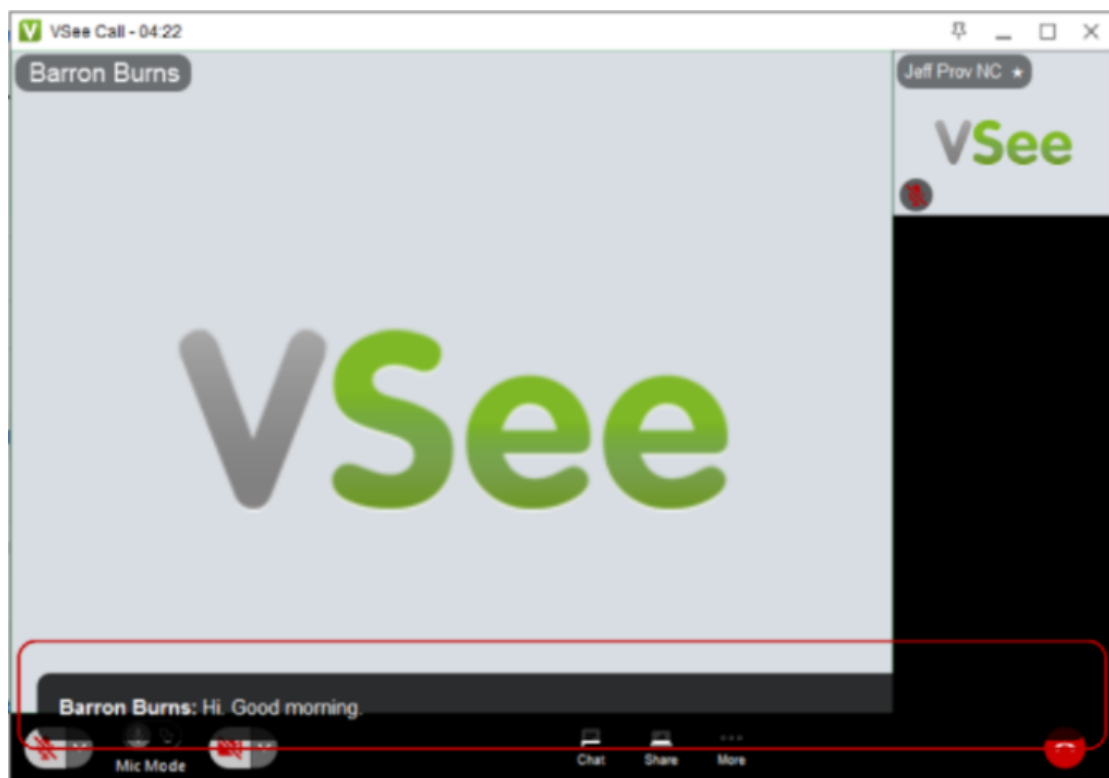 VSee Call - 04:22
Barron Burns
Jeff Prov NC ★
VSee
VSee
Barron Burns: Hi. Good morning.
Mic Mode
Chat
Share
More